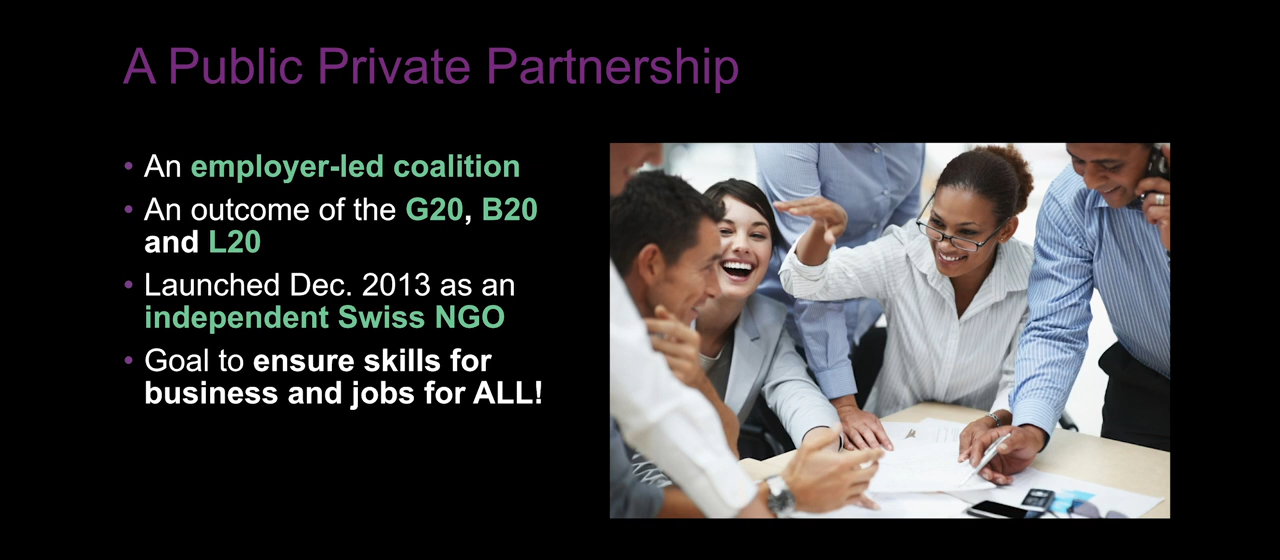 A Public Private Partnership
• An employer-led coalition
• An outcome of the G20, B20
and L20
• Launched Dec. 2013 as an
independent Swiss NGO
• Goal to ensure skills for
business and jobs for ALL!